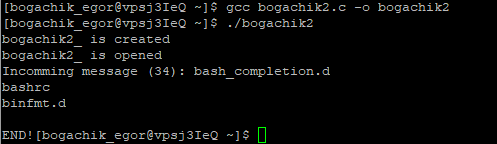 [bogachik_egor@vpsj3IeQ ~]$ gcc bogachik2.c -o bogachik2
[bogachik_egor@vpsj3IeQ ~]$ ./bogachik2
bogachik2_ is created
bogachik2_ is opened
Incomming message (34): bash_completion.d
bashrc
binfmt.d
END![bogachik_egor@vpsj3IeQ ~]$